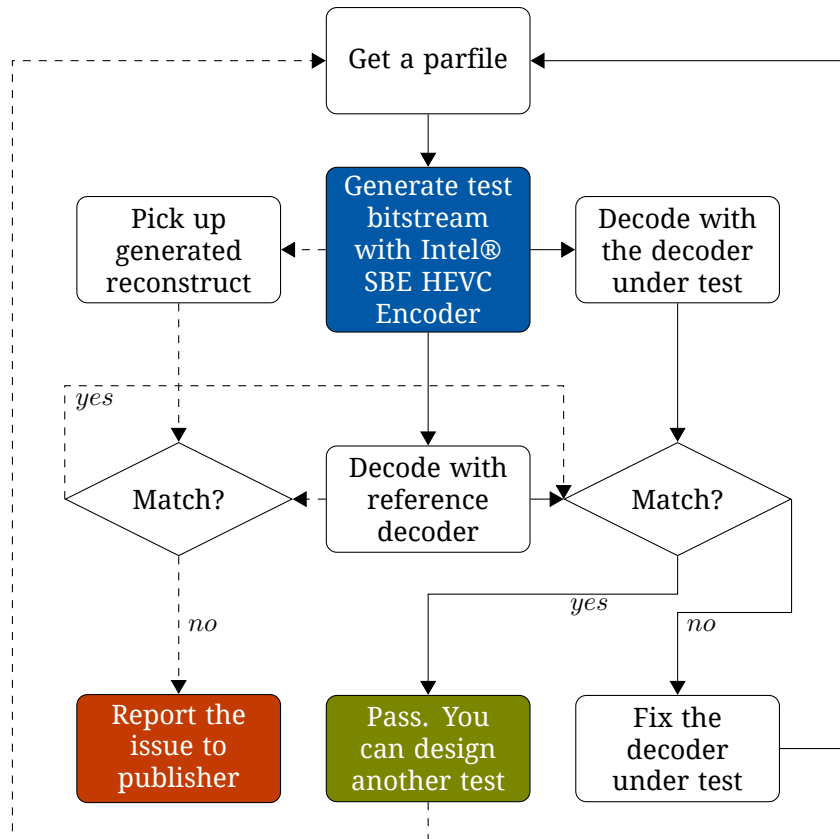 Get a parfile
Generate test
bitstream
with Intel®
SBE HEVC
Encoder
Pick up
generated
reconstruct
Decode with
the decoder
under test
yes
Match?
Decode with
reference
decoder
Match?
yes
no
no
Report the
issue to
publisher
Pass. You
can design
another test
Fix the
decoder
under test